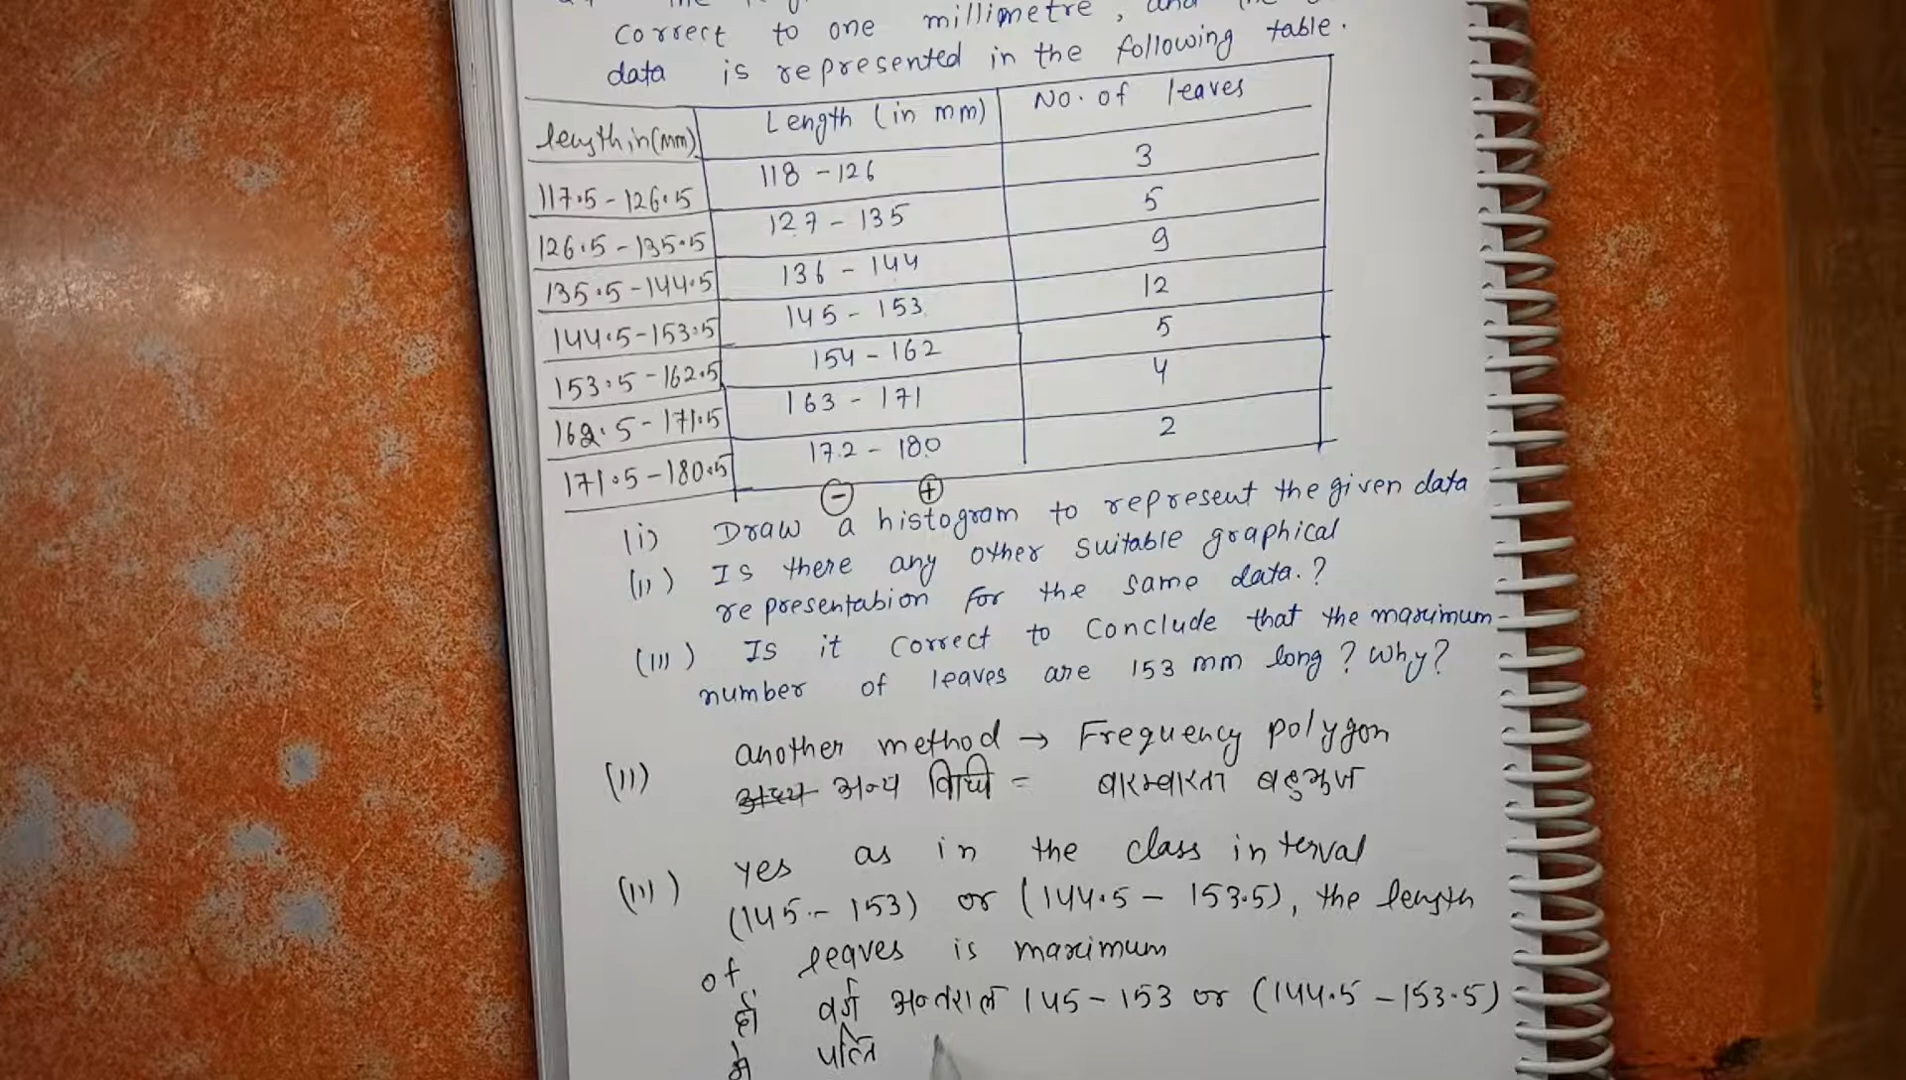 correct to one millimetre, and the
data is represented in the following table.
length in (mm) Length (in mm) No. of leaves
117.5 - 126.5 118 - 126 3
126.5 - 135.5 127 - 135 5
135.5 - 144.5 136 - 144 9
144.5 - 153.5 145 - 153 12
153.5 - 162.5 154 - 162 5
162.5 - 171.5 163 - 171 4
171.5 - 180.5 172 - 180 2
- +
(i) Draw a histogram to represent the given data
(ii) Is there any other suitable graphical
representation for the same data.?
(iii) Is it correct to conclude that the maximum
number of leaves are 153 mm long? Why?
(ii) another method → Frequency polygon
अन्य विधी = बारम्बारता बहुभुज
(iii) yes as in the class interval
(145 - 153) or (144.5 - 153.5), the length
of leaves is maximum
हाँ वर्ग अन्तराल 145 - 153 or (144.5 - 153.5)
मे पत्ति